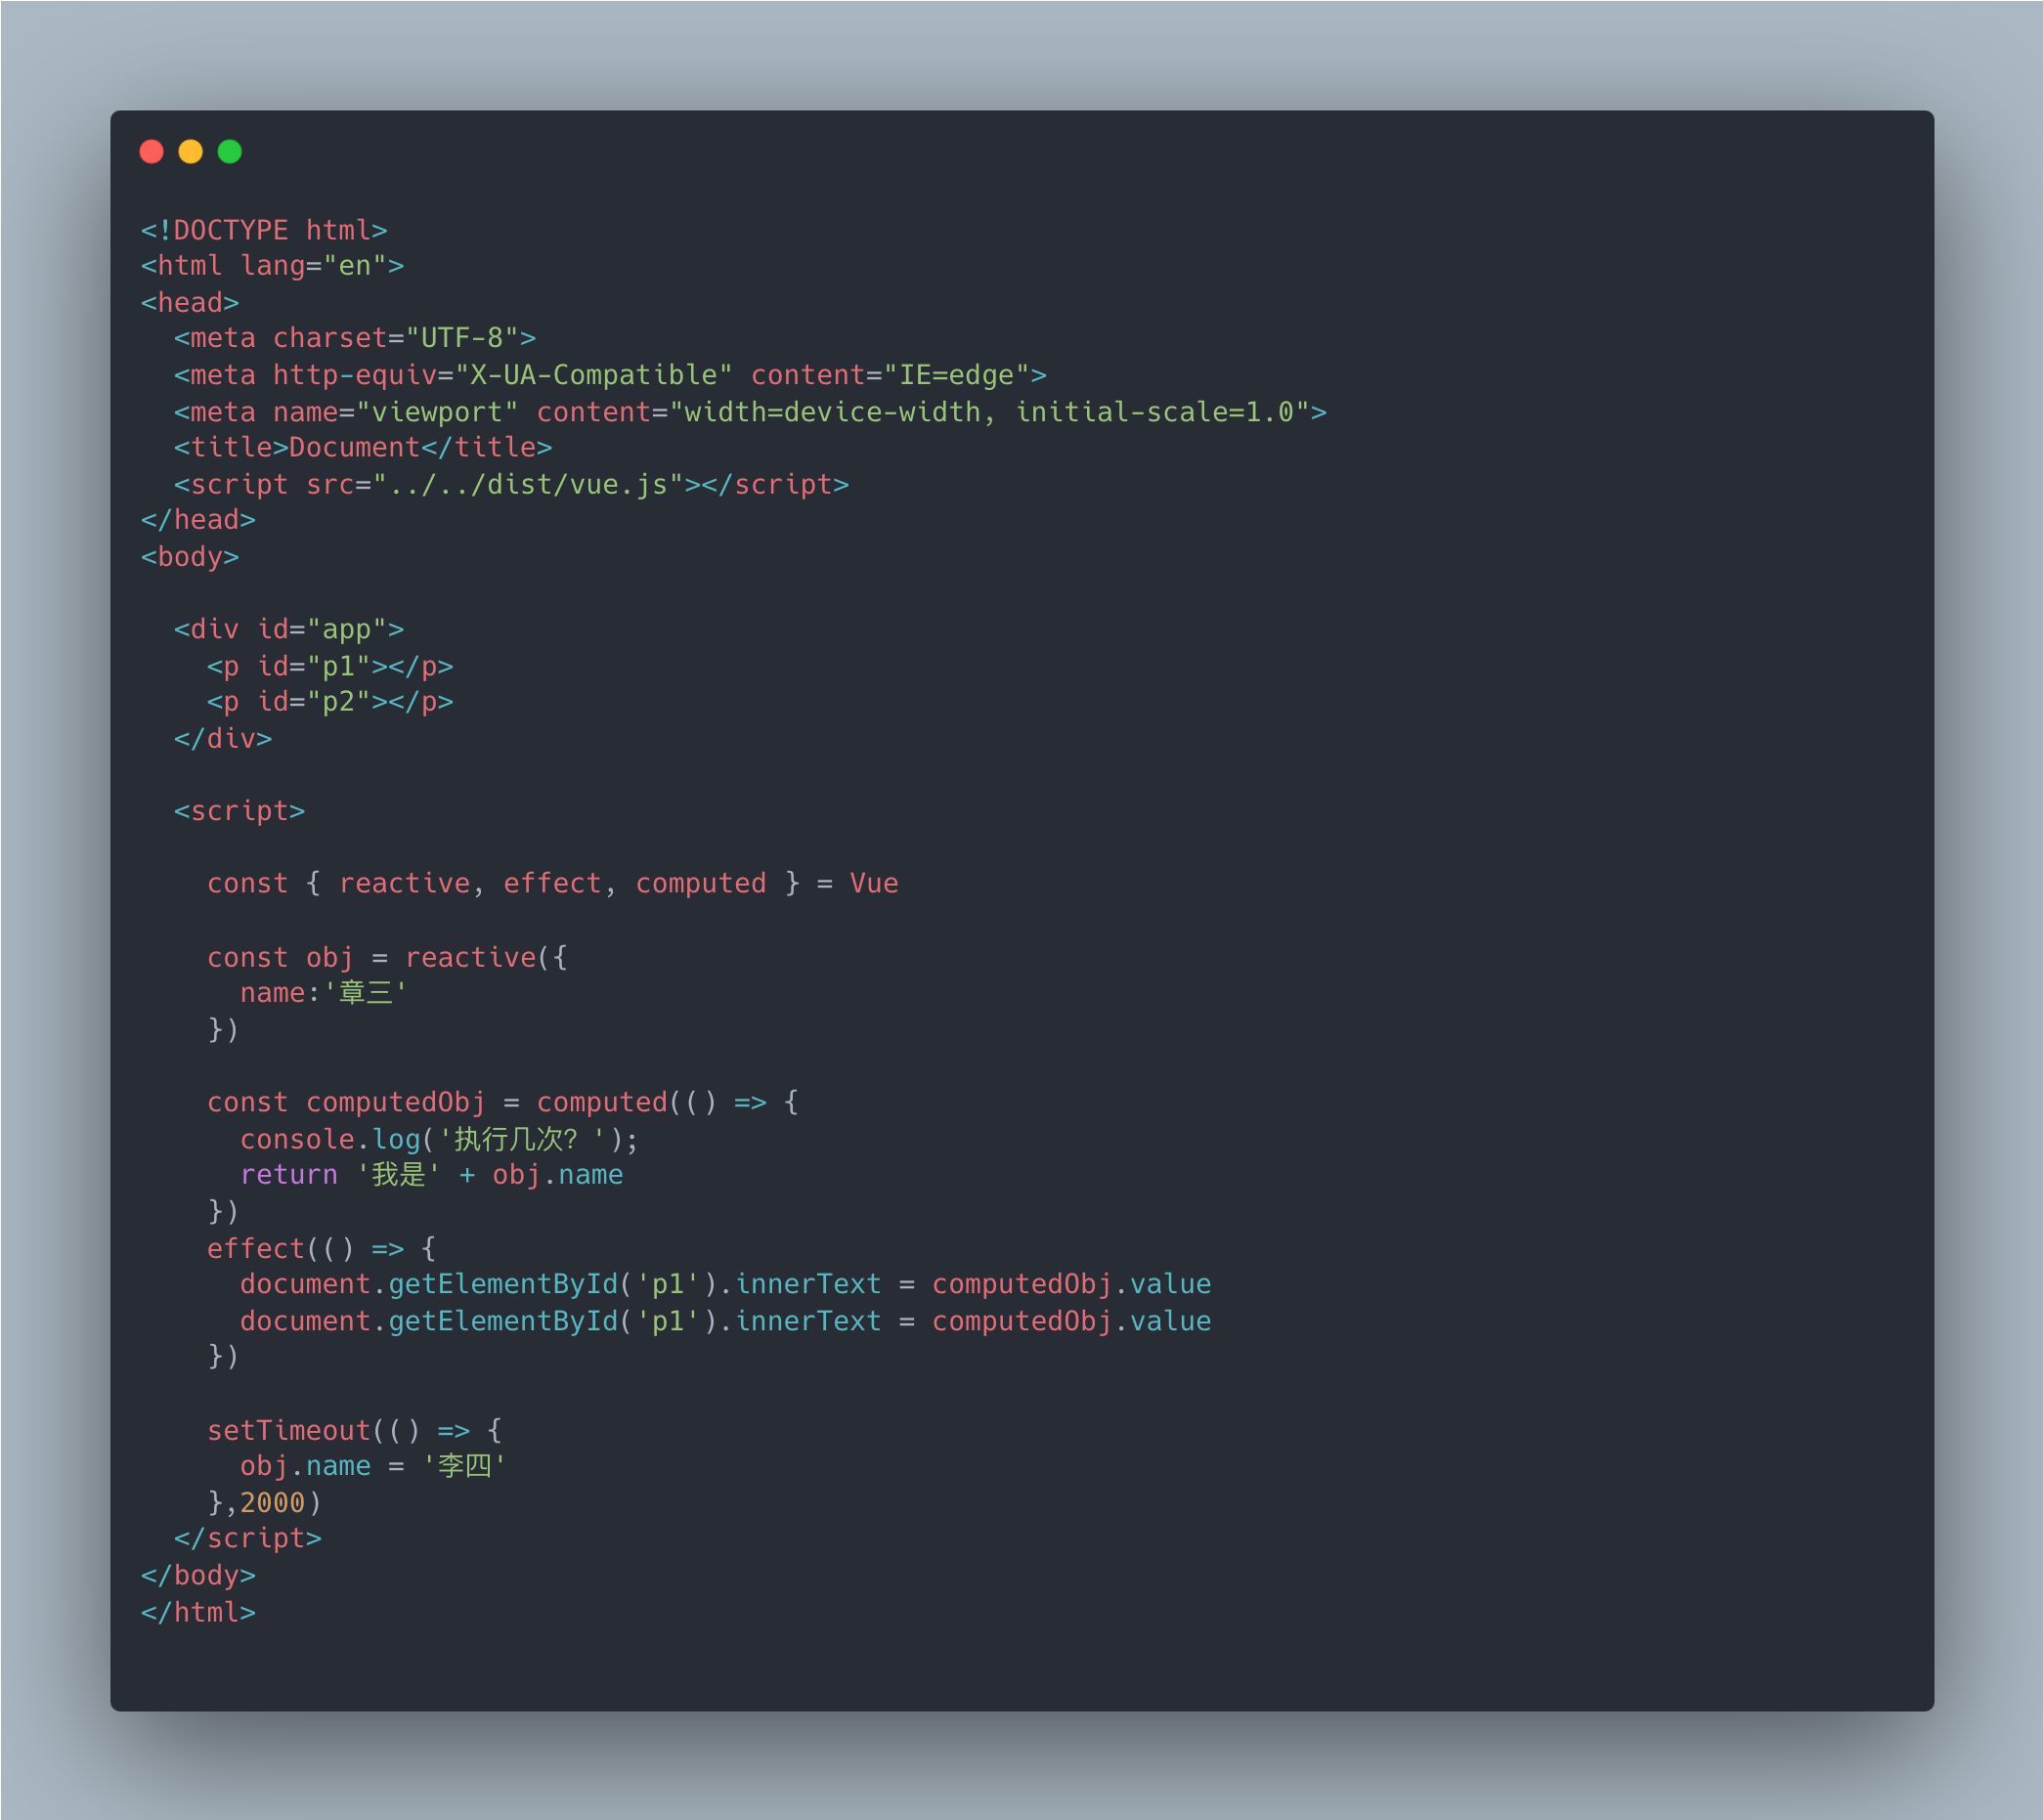 <!DOCTYPE html>
<html lang="en">
<head>
  <meta charset="UTF-8">
  <meta http-equiv="X-UA-Compatible" content="IE=edge">
  <meta name="viewport" content="width=device-width, initial-scale=1.0">
  <title>Document</title>
  <script src="../../dist/vue.js"></script>
</head>
<body>

  <div id="app">
    <p id="p1"></p>
    <p id="p2"></p>
  </div>

  <script>

    const { reactive, effect, computed } = Vue

    const obj = reactive({
      name:'章三'
    })

    const computedObj = computed(() => {
      console.log('执行几次？');
      return '我是' + obj.name
    })
    effect(() => {
      document.getElementById('p1').innerText = computedObj.value
      document.getElementById('p1').innerText = computedObj.value
    })

    setTimeout(() => {
      obj.name = '李四'
    },2000)
  </script>
</body>
</html>